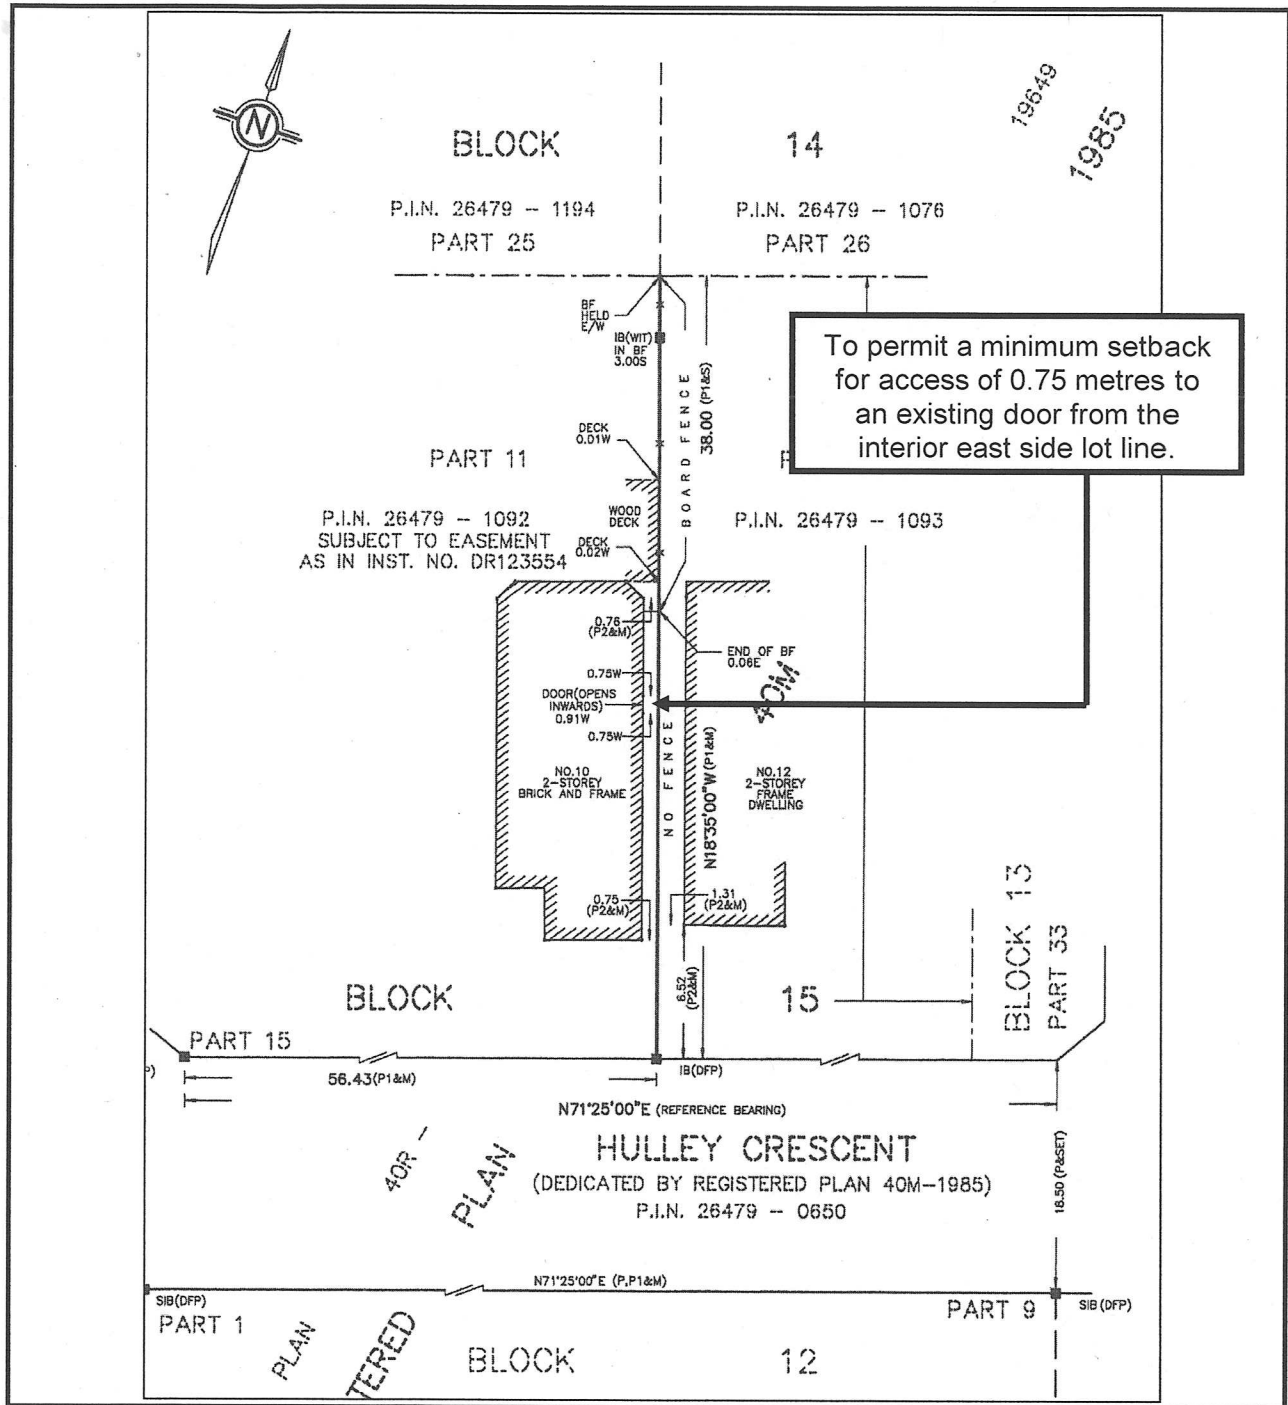 N
BLOCK 14
19649
1985
P.I.N. 26479 – 1194
PART 25
P.I.N. 26479 – 1076
PART 26
BF
HELD
E/W
IB(WIT)
IN BF
3.00S
BOARD FENCE
38.00 (P1&S)
To permit a minimum setback
for access of 0.75 metres to
an existing door from the
interior east side lot line.
DECK
0.01W
PART 11
P.I.N. 26479 – 1092
SUBJECT TO EASEMENT
AS IN INST. NO. DR123554
WOOD
DECK
DECK
0.02W
P.I.N. 26479 – 1093
0.76
(P2&M)
END OF BF
0.06E
40M
0.75W
DOOR(OPENS
INWARDS)
0.91W
0.75W
NO FENCE
N18°35'00"W (P1&M)
NO.10
2-STOREY
BRICK AND FRAME
NO.12
2-STOREY
FRAME
DWELLING
0.75
(P2&M)
1.31
(P2&M)
6.52
(P2&M)
BLOCK 15
BLOCK 13
PART 33
PART 15
56.43(P1&M)
IB(DFP)
N71°25'00"E (REFERENCE BEARING)
HULLEY CRESCENT
(DEDICATED BY REGISTERED PLAN 40M–1985)
P.I.N. 26479 – 0650
40R –
PLAN
18.50 (P&SET)
N71°25'00"E (P,P1&M)
SIB(DFP)
PART 1
PART 9
SIB (DFP)
PLAN
TERED
BLOCK 12